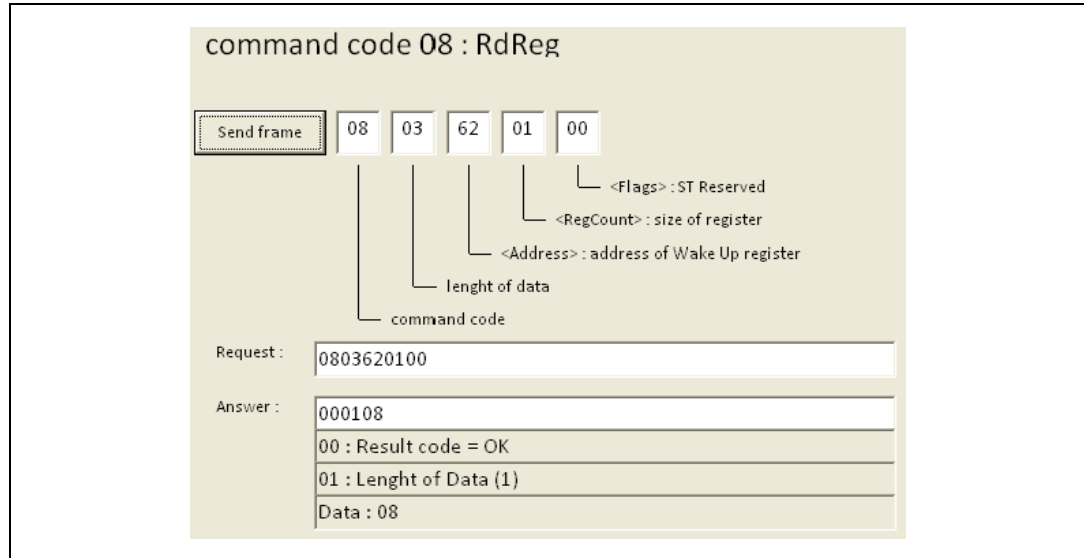 command code 08 : RdReg
Send frame 08 03 62 01 00
<Flags> : ST Reserved
<RegCount> : size of register
<Address> : address of Wake Up register
lenght of data
command code
Request : 0803620100
Answer : 000108
00 : Result code = OK
01 : Lenght of Data (1)
Data : 08